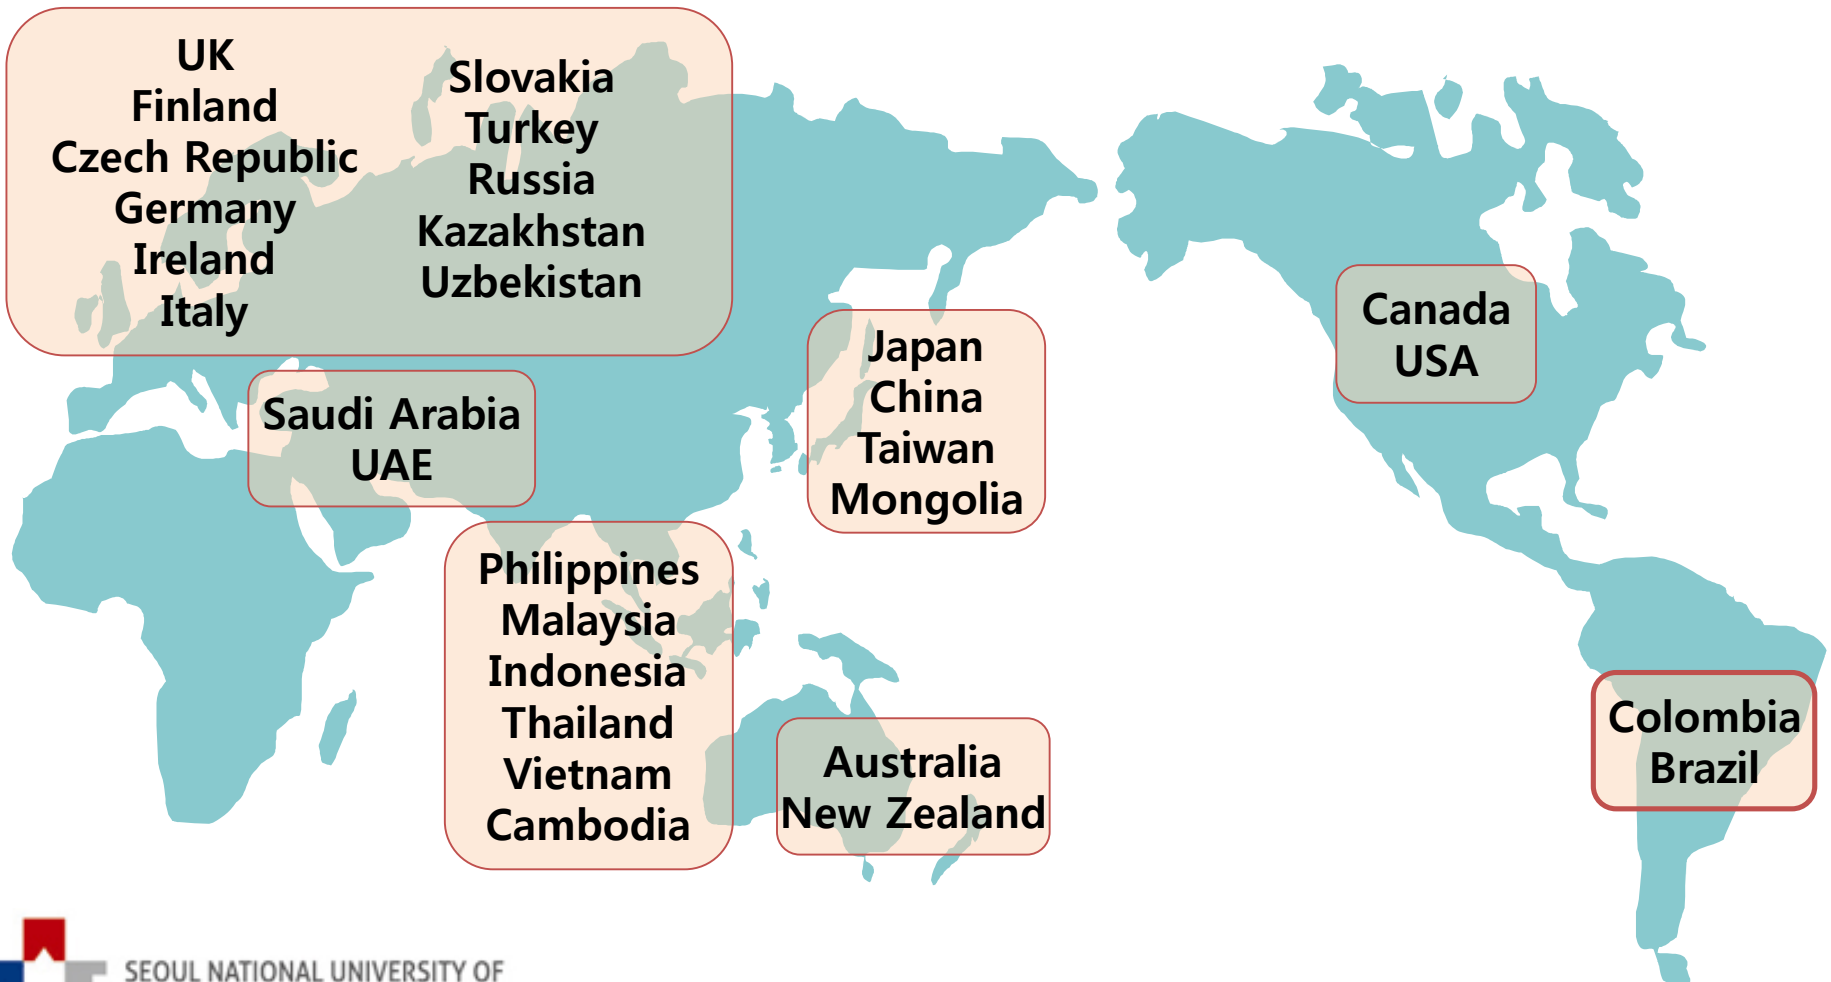 UK
Finland
Czech Republic
Germany
Ireland
Italy
Slovakia
Turkey
Russia
Kazakhstan
Uzbekistan
Saudi Arabia
UAE
Japan
China
Taiwan
Mongolia
Canada
USA
Philippines
Malaysia
Indonesia
Thailand
Vietnam
Cambodia
Australia
New Zealand
Colombia
Brazil
SEOUL NATIONAL UNIVERSITY OF